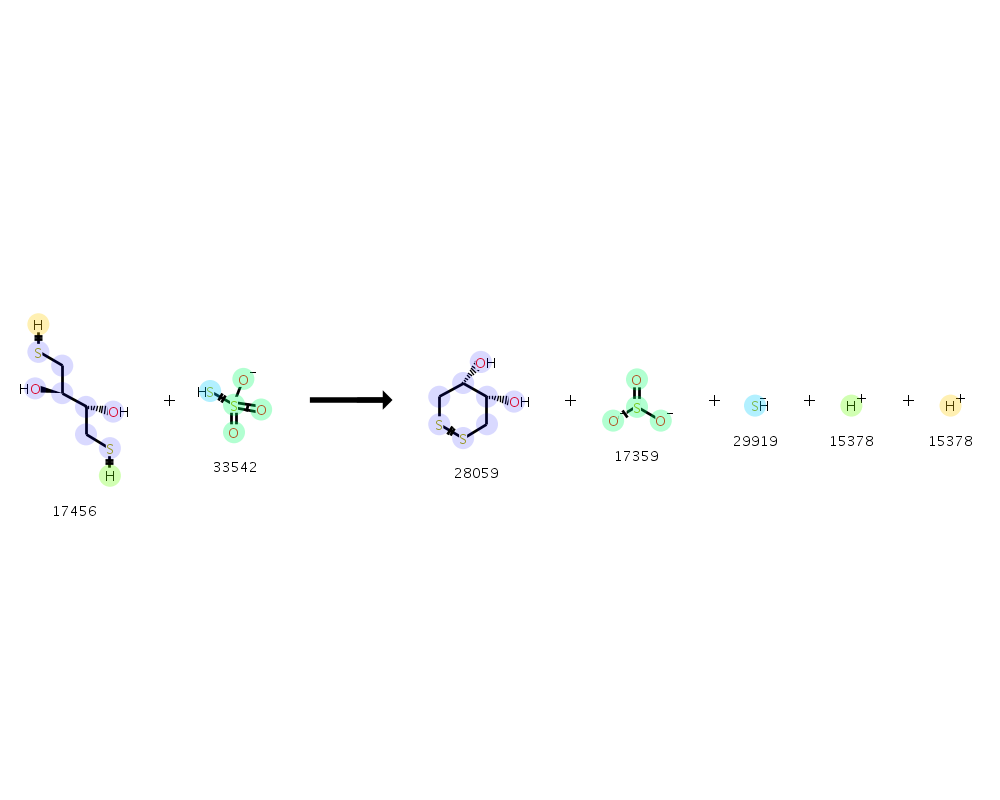 H
S
HO OH
S
H
17456
+
HS O−
S O
O
33542
OH
OH
S
S
28059
+
O
S
O− O−
17359
+
SH−
29919
+
H+
15378
+
H+
15378